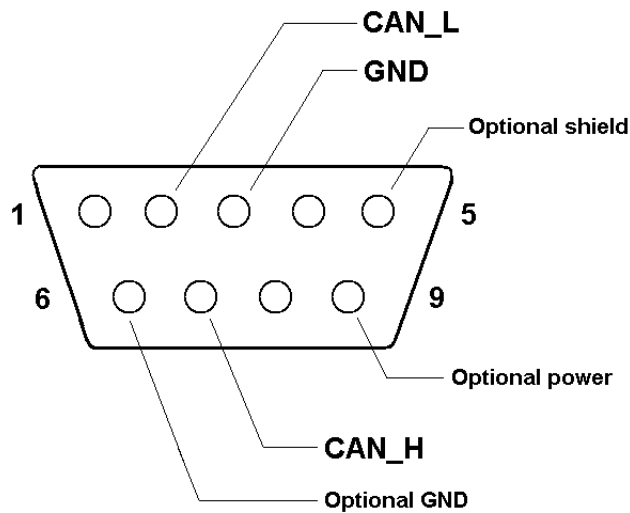 CAN_L
GND
Optional shield
1
5
6
9
Optional power
CAN_H
Optional GND